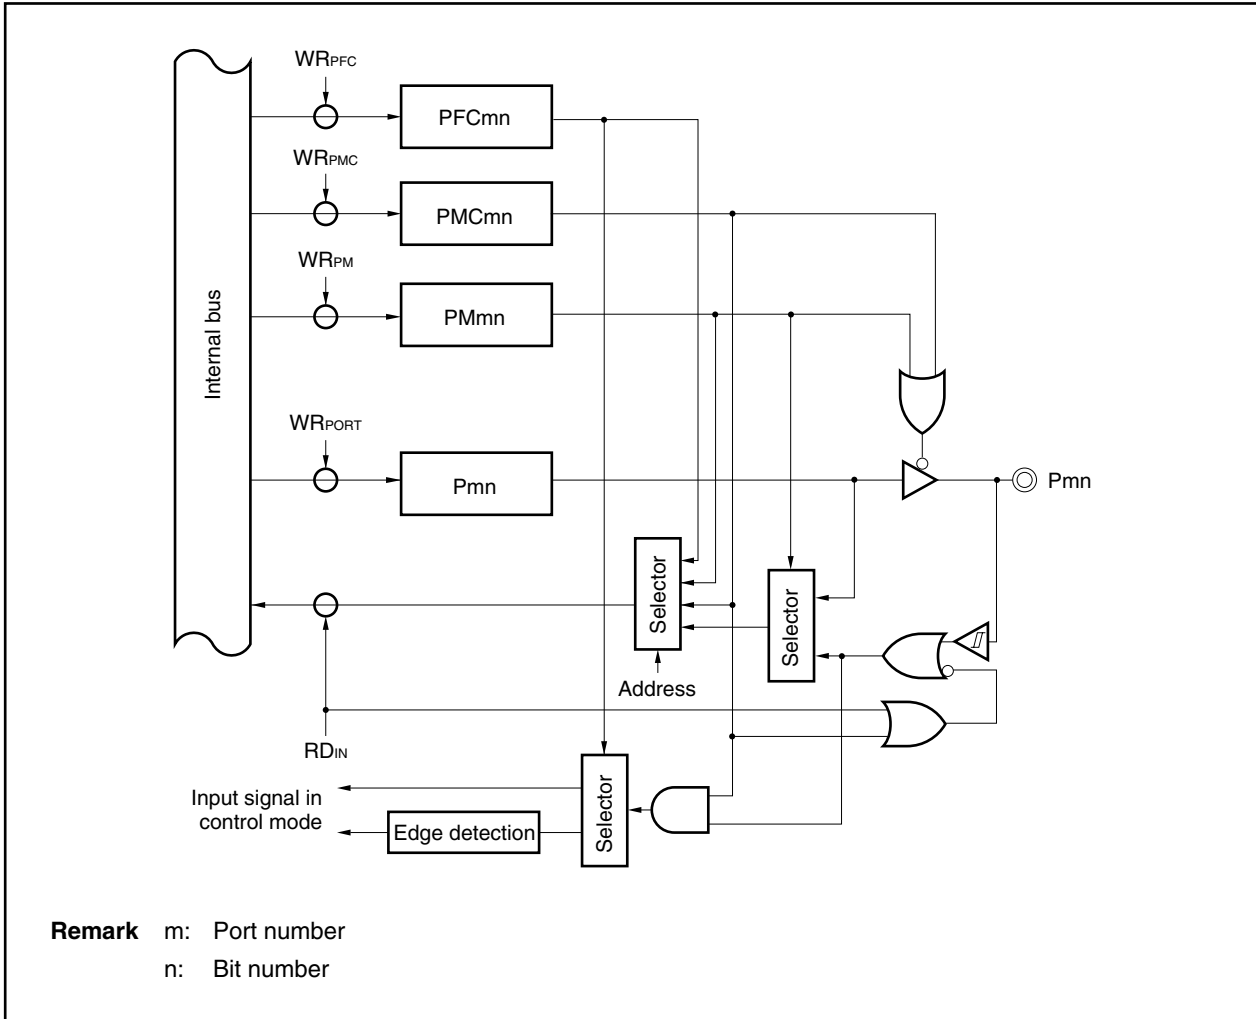 WRPFC
PFCmn
WRPMC
PMCmn
WRPM
PMmn
Internal bus
WRPORT
Pmn
Pmn
Selector
Selector
Address
RDIN
Input signal in
control mode
Edge detection
Selector
Remark m: Port number
n: Bit number